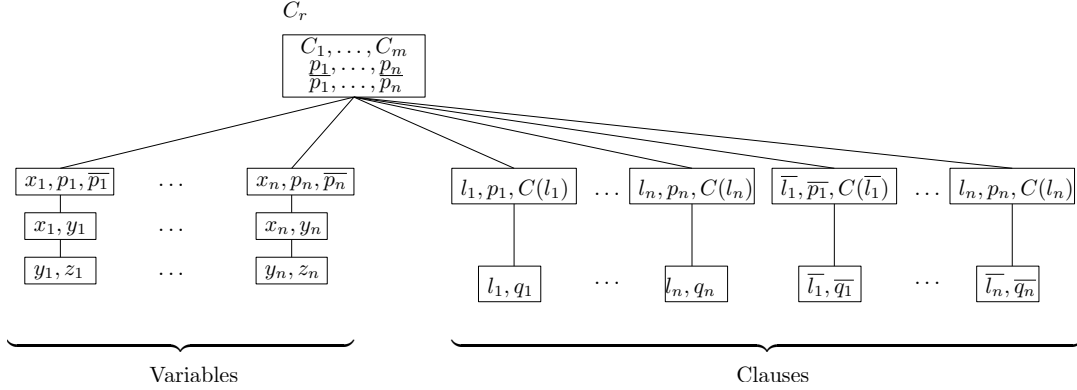 C_r
C_1, . . . , C_m
p_1, . . . , p_n
\overline{p_1}, . . . , \overline{p_n}
x_1, p_1, \overline{p_1} . . . x_n, p_n, \overline{p_n} l_1, p_1, C(l_1) . . . l_n, p_n, C(l_n) \overline{l_1}, \overline{p_1}, C(\overline{l_1}) . . . l_n, p_n, C(l_n)
x_1, y_1 . . . x_n, y_n
y_1, z_1 . . . y_n, z_n l_1, q_1 . . . l_n, q_n \overline{l_1}, \overline{q_1} . . . \overline{l_n}, \overline{q_n}
Variables Clauses